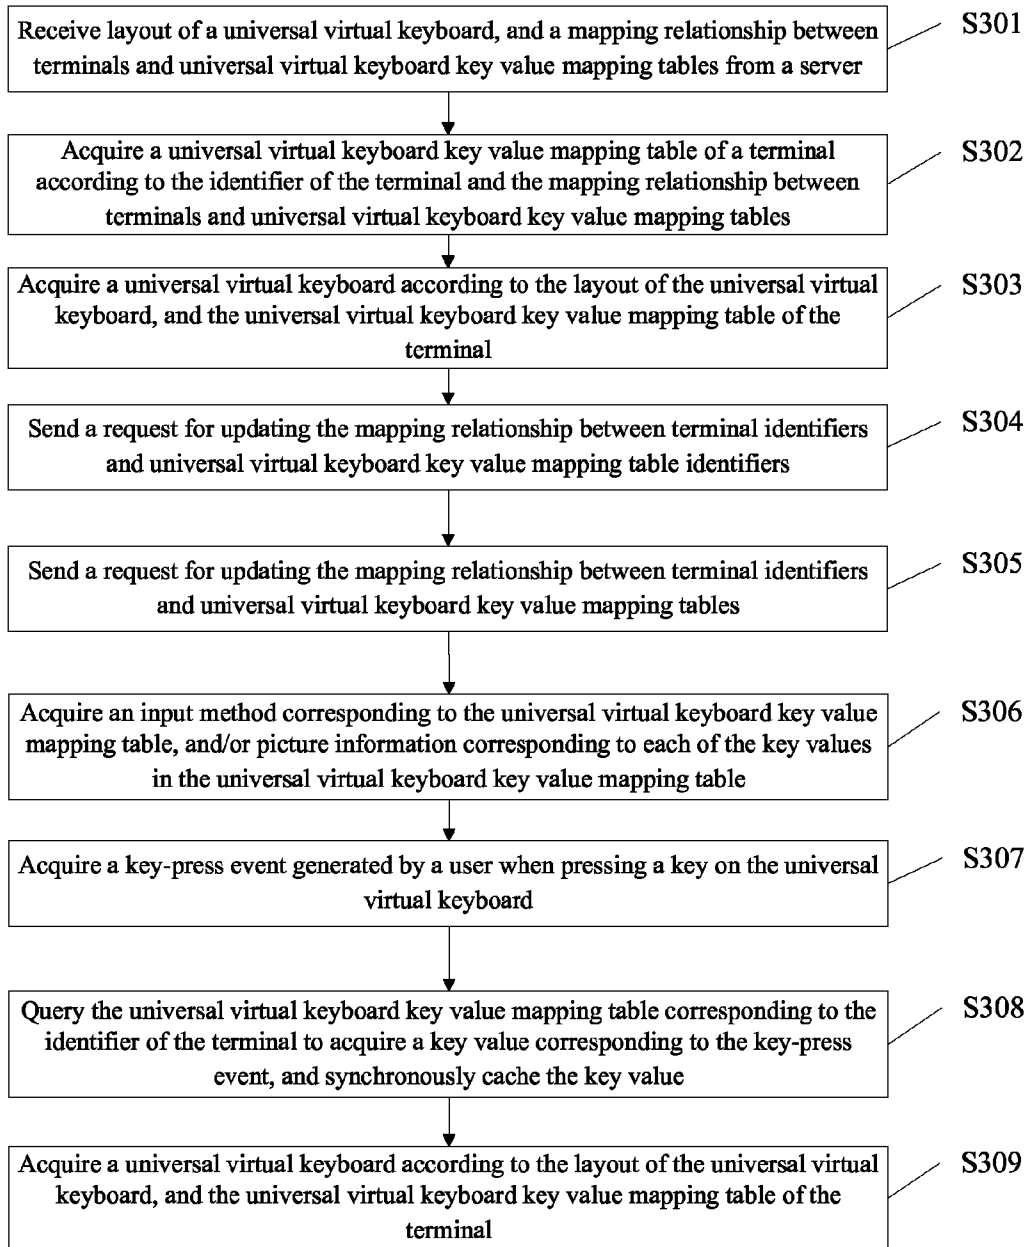 Receive layout of a universal virtual keyboard, and a mapping relationship between
terminals and universal virtual keyboard key value mapping tables from a server
S301
Acquire a universal virtual keyboard key value mapping table of a terminal
according to the identifier of the terminal and the mapping relationship between
terminals and universal virtual keyboard key value mapping tables
S302
Acquire a universal virtual keyboard according to the layout of the universal virtual
keyboard, and the universal virtual keyboard key value mapping table of the
terminal
S303
Send a request for updating the mapping relationship between terminal identifiers
and universal virtual keyboard key value mapping table identifiers
S304
Send a request for updating the mapping relationship between terminal identifiers
and universal virtual keyboard key value mapping tables
S305
Acquire an input method corresponding to the universal virtual keyboard key value
mapping table, and/or picture information corresponding to each of the key values
in the universal virtual keyboard key value mapping table
S306
Acquire a key-press event generated by a user when pressing a key on the universal
virtual keyboard
S307
Query the universal virtual keyboard key value mapping table corresponding to the
identifier of the terminal to acquire a key value corresponding to the key-press
event, and synchronously cache the key value
S308
Acquire a universal virtual keyboard according to the layout of the universal virtual
keyboard, and the universal virtual keyboard key value mapping table of the
terminal
S309